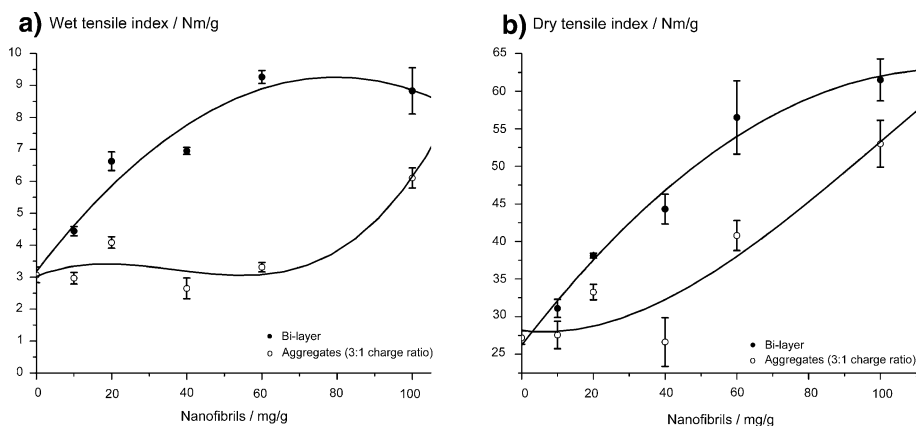 a) Wet tensile index / Nm/g
10
9
8
7
6
5
4
3
2
1
0
Bi-layer
Aggregates (3:1 charge ratio)
0 20 40 60 80 100
Nanofibrils / mg/g
b) Dry tensile index / Nm/g
65
60
55
50
45
40
35
30
25
Bi-layer
Aggregates (3:1 charge ratio)
0 20 40 60 80 100
Nanofibrils / mg/g